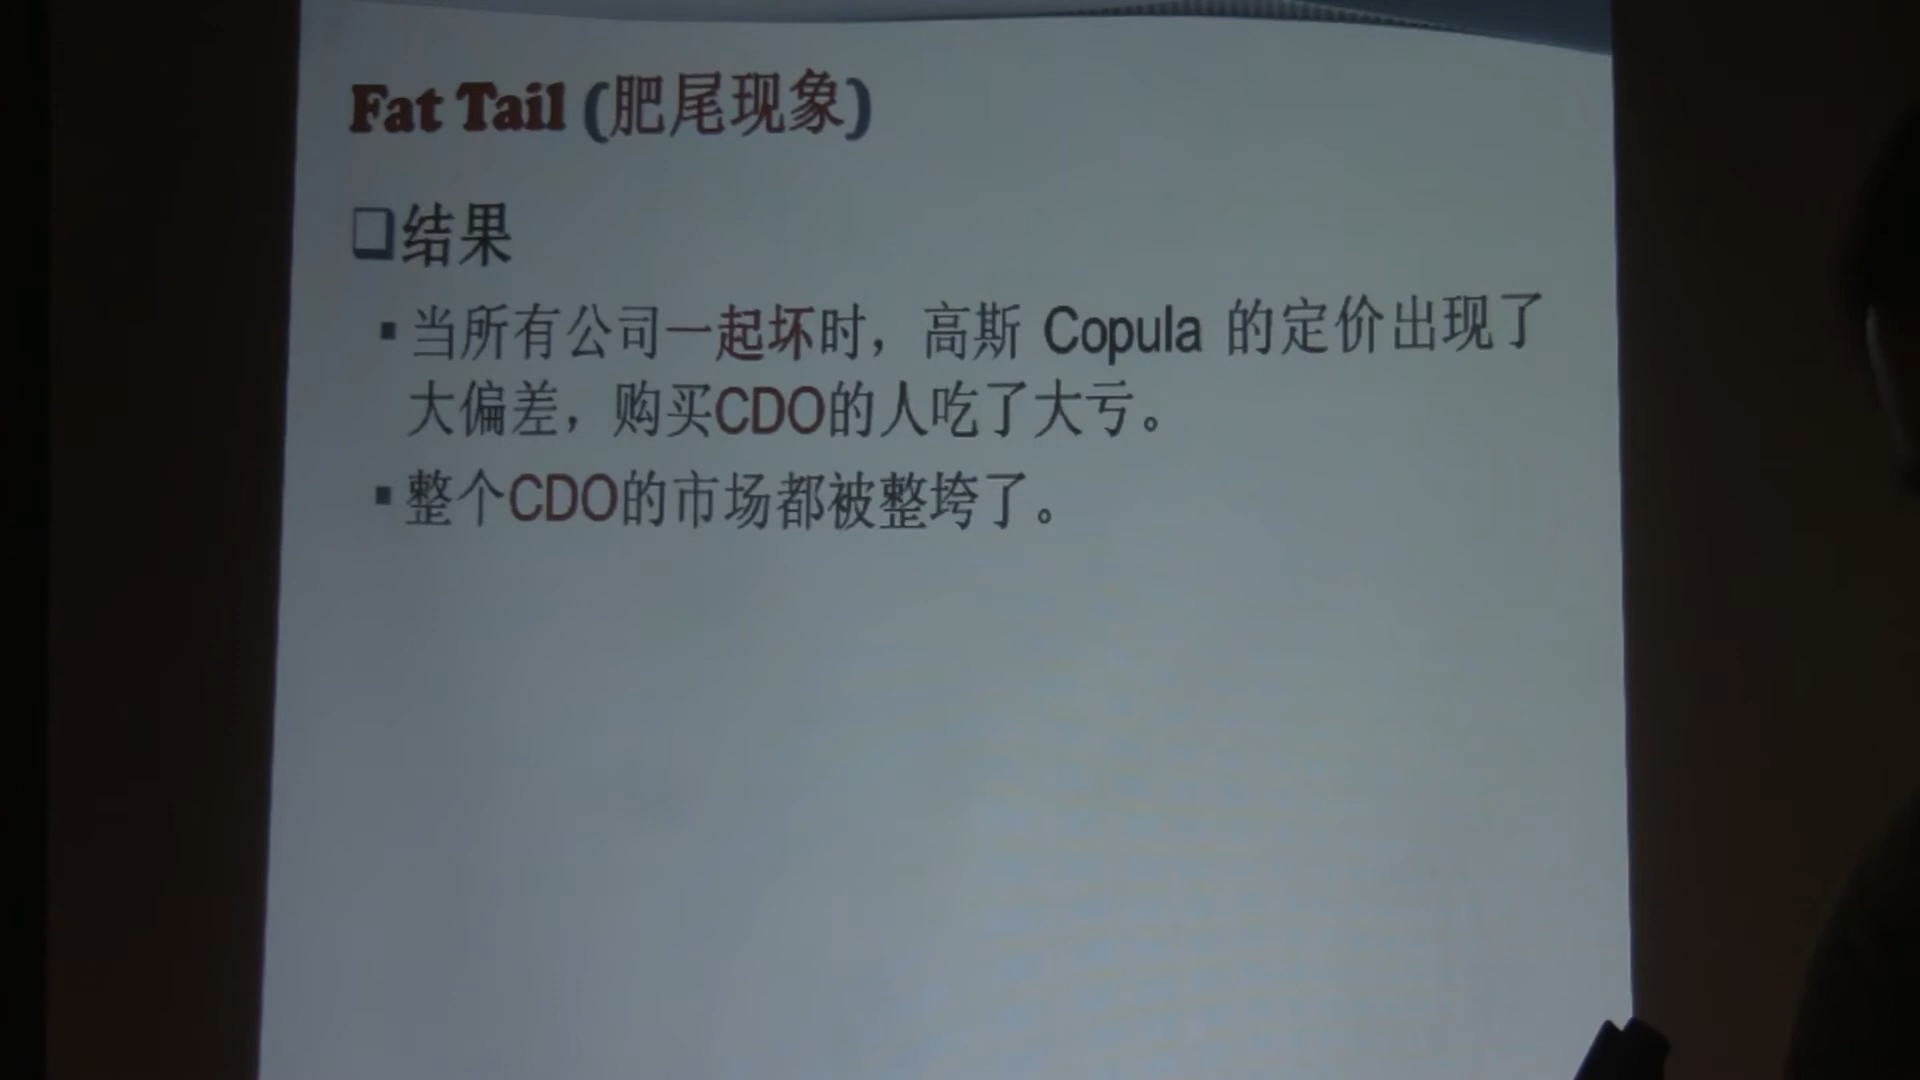 Fat Tail (肥尾现象)
结果
当所有公司一起坏时，高斯 Copula 的定价出现了
大偏差，购买CDO的人吃了大亏。
整个CDO的市场都被整垮了。